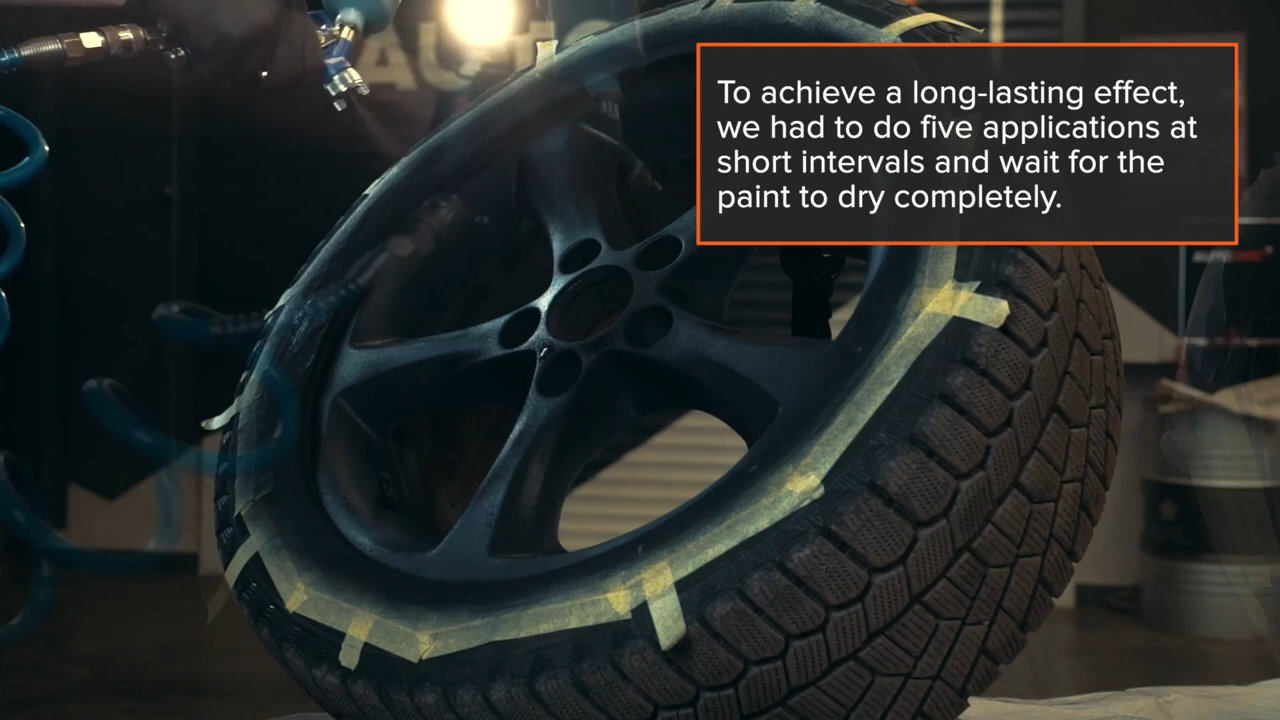 AUTO
To achieve a long-lasting effect,
we had to do five applications at
short intervals and wait for the
paint to dry completely.